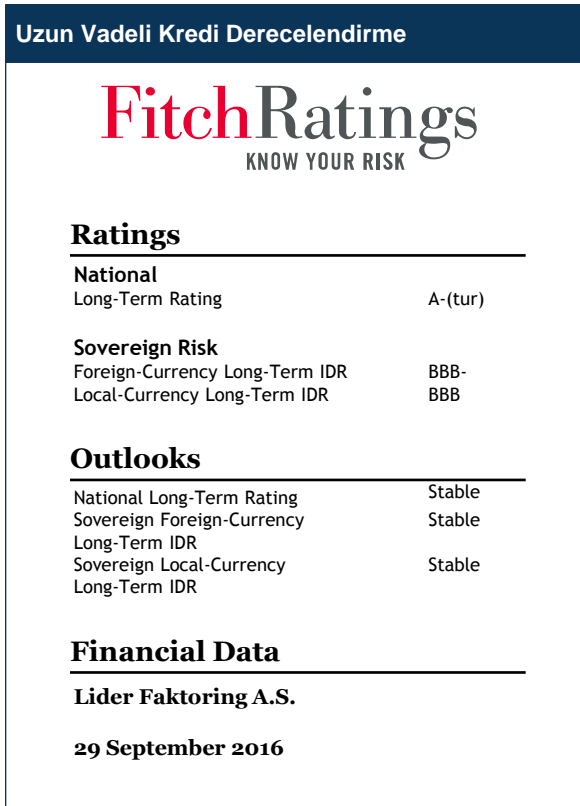 Uzun Vadeli Kredi Derecelendirme
FitchRatings
KNOW YOUR RISK
Ratings
National
Long-Term Rating A-(tur)
Sovereign Risk
Foreign-Currency Long-Term IDR BBB-
Local-Currency Long-Term IDR BBB
Outlooks
National Long-Term Rating Stable
Sovereign Foreign-Currency Stable
Long-Term IDR
Sovereign Local-Currency Stable
Long-Term IDR
Financial Data
Lider Faktoring A.S.
29 September 2016